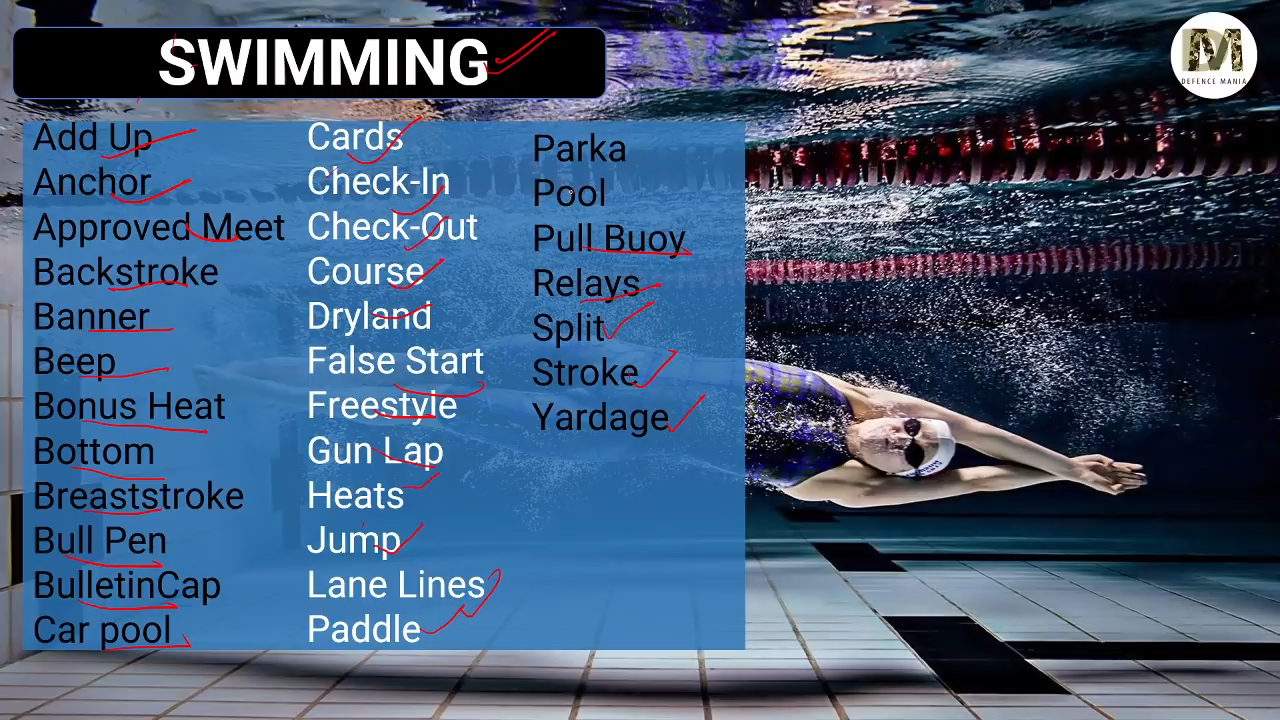 SWIMMING
DM
DEFENCE MANIA
Add Up
Anchor
Approved Meet
Backstroke
Banner
Beep
Bonus Heat
Bottom
Breaststroke
Bull Pen
BulletinCap
Car pool
Cards
Check-In
Check-Out
Course
Dryland
False Start
Freestyle
Gun Lap
Heats
Jump
Lane Lines
Paddle
Parka
Pool
Pull Buoy
Relays
Split
Stroke
Yardage